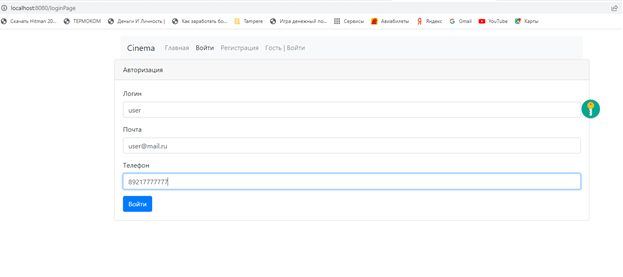 localhost:8080/loginPage
Скачать Hitman 20... ТЕРМОКОМ Деньги И Личность | Как заработать бо... Tampere Игра денежный по... Сервисы Авиабилеты Яндекс Gmail YouTube Карты
Cinema Главная Войти Регистрация Гость | Войти
Авторизация
Логин
user
Почта
user@mail.ru
Телефон
89217777777
Войти